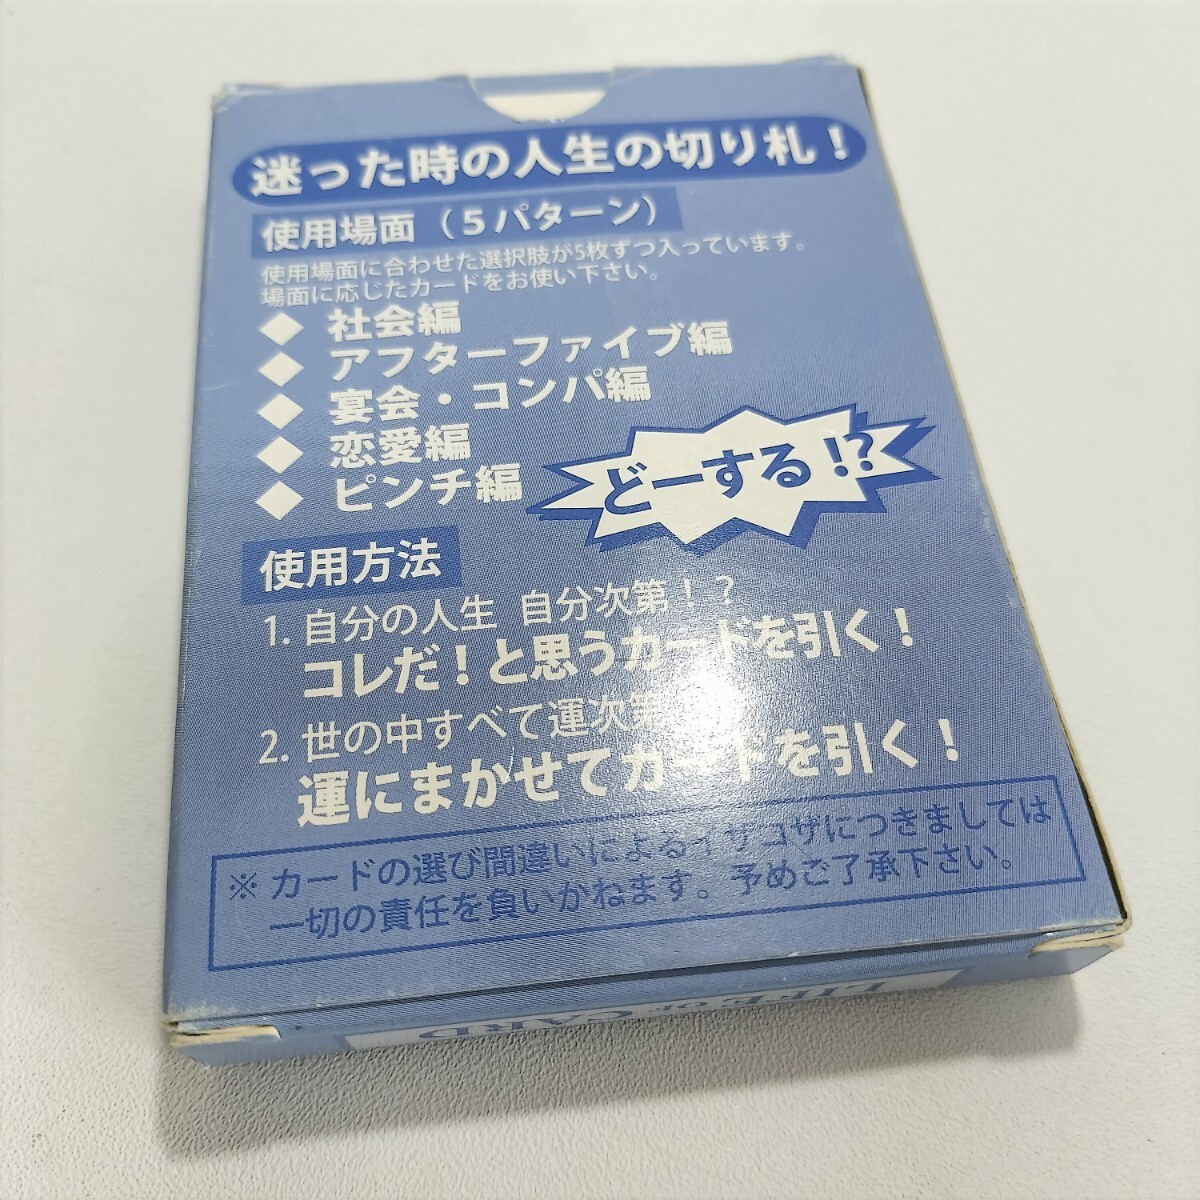 迷った時の人生の切り札！
使用場面（５パターン）
使用場面に合わせた選択肢が5枚ずつ入っています。
場面に応じたカードをお使い下さい。
◆ 社会編
◆ アフターファイブ編
◆ 宴会・コンパ編
◆ 恋愛編
◆ ピンチ編
どーする!?
使用方法
1. 自分の人生 自分次第！？
コレだ！と思うカードを引く！
2. 世の中すべて運次第
運にまかせてカードを引く！
※ カードの選び間違いによるイザコザにつきましては
一切の責任を負いかねます。予めご了承下さい。
LIFE OF CARD